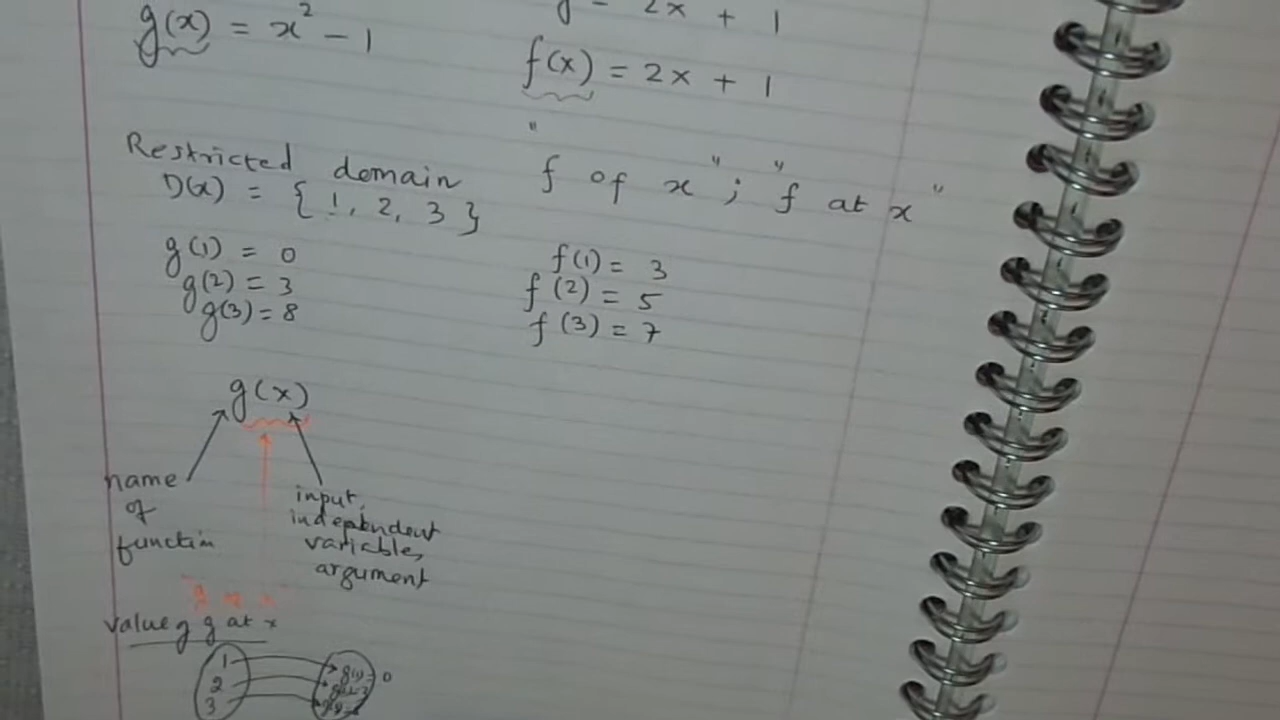 g(x) = x² - 1
y = 2x + 1
f(x) = 2x + 1
Restricted domain
D(x) = { 1, 2, 3 }
"f of x"; "f at x"
g(1) = 0
g(2) = 3
g(3) = 8
f(1) = 3
f(2) = 5
f(3) = 7
g(x)
name
of
function
input,
independent
variable,
argument
value of g at x
1
2
3
g(1)=0